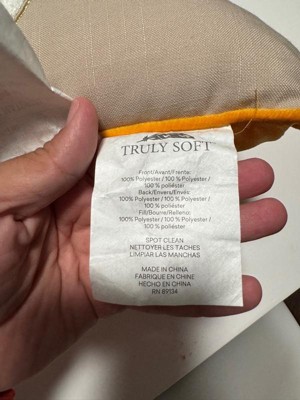 TRULY SOFT™
Front/Avant/Frente:
100% Polyester / 100 % Polyester /
100 % poliéster
Back/Envers/Envés:
100% Polyester / 100 % Polyester /
100 % poliéster
Fill/Bourre/Relleno:
100% Polyester / 100 % Polyester /
100 % poliéster
SPOT CLEAN
NETTOYER LES TACHES
LIMPIAR LAS MANCHAS
MADE IN CHINA
FABRIQUÉ EN CHINE
HECHO EN CHINA
RN 89134